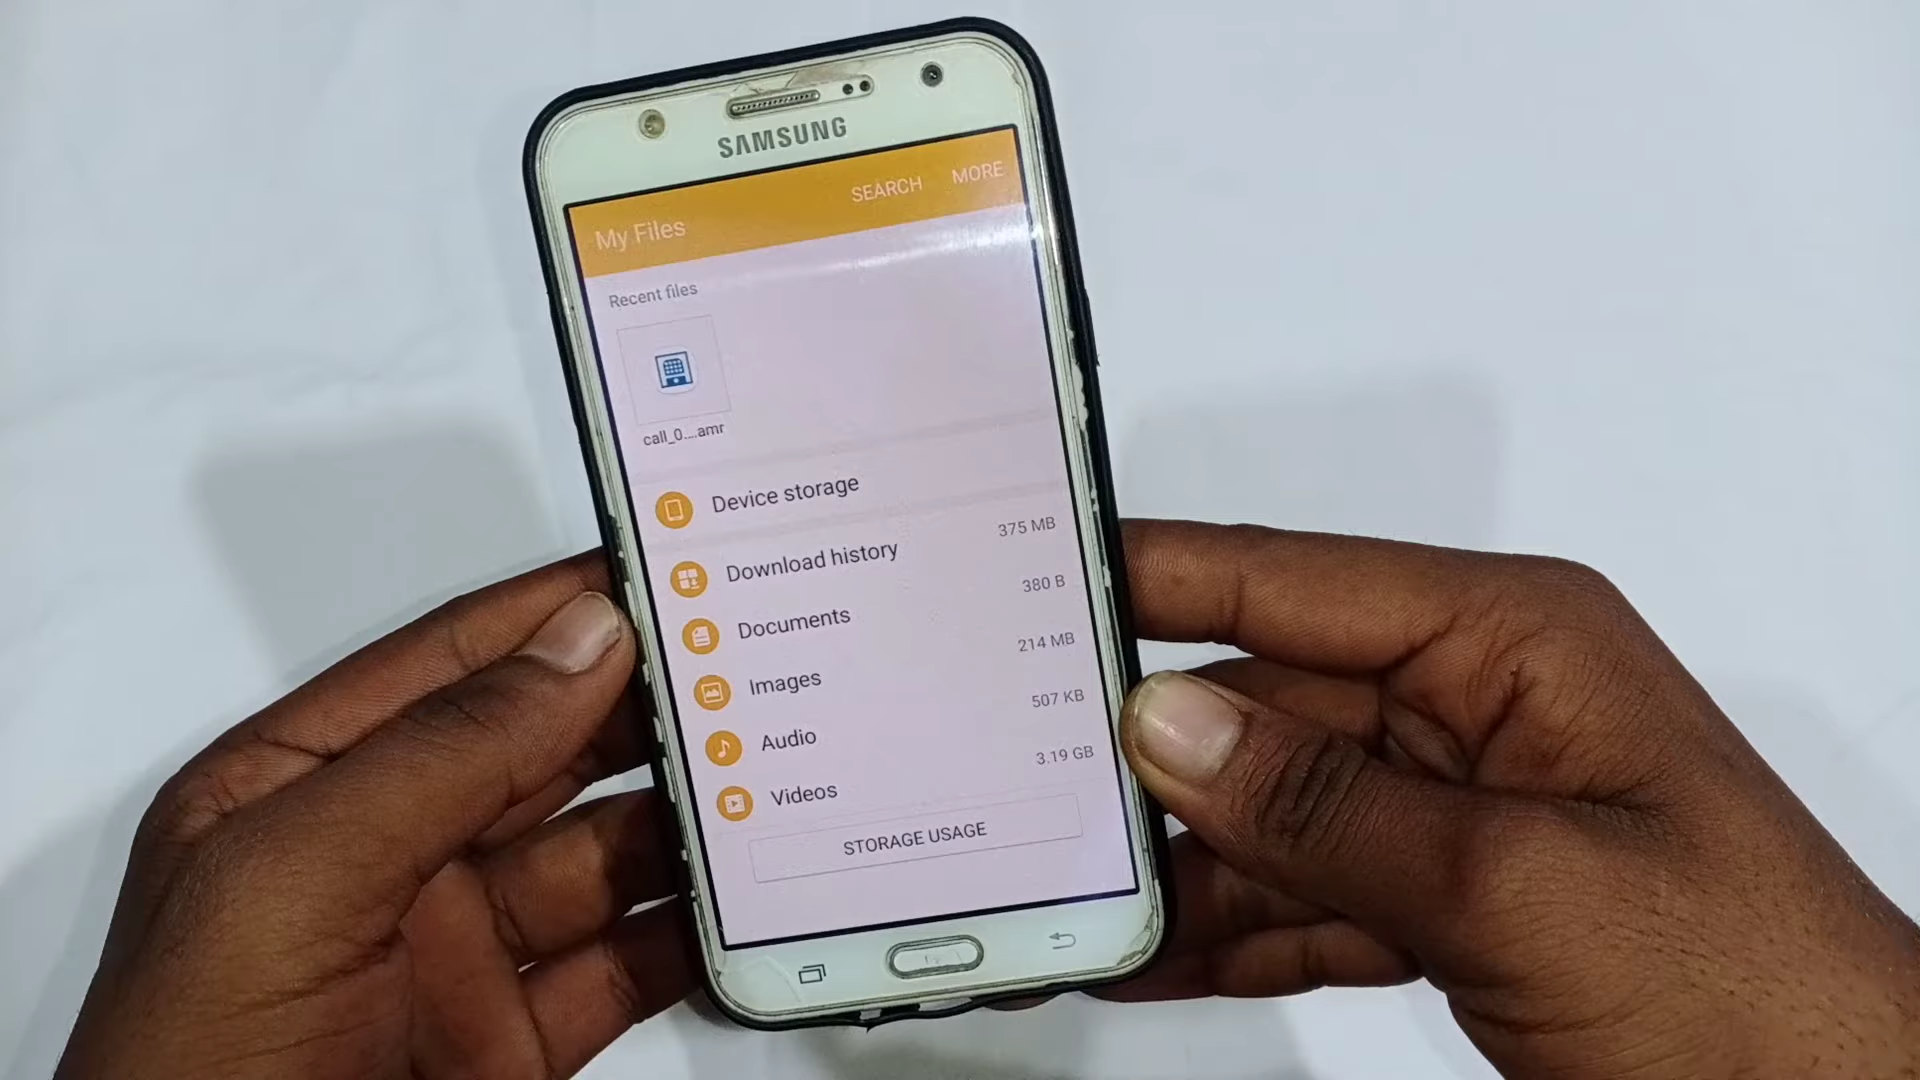 SAMSUNG
SEARCH MORE
My Files
Recent files
call_0....amr
Device storage
Download history 375 MB
Documents 380 B
Images 214 MB
Audio 507 KB
Videos 3.19 GB
STORAGE USAGE